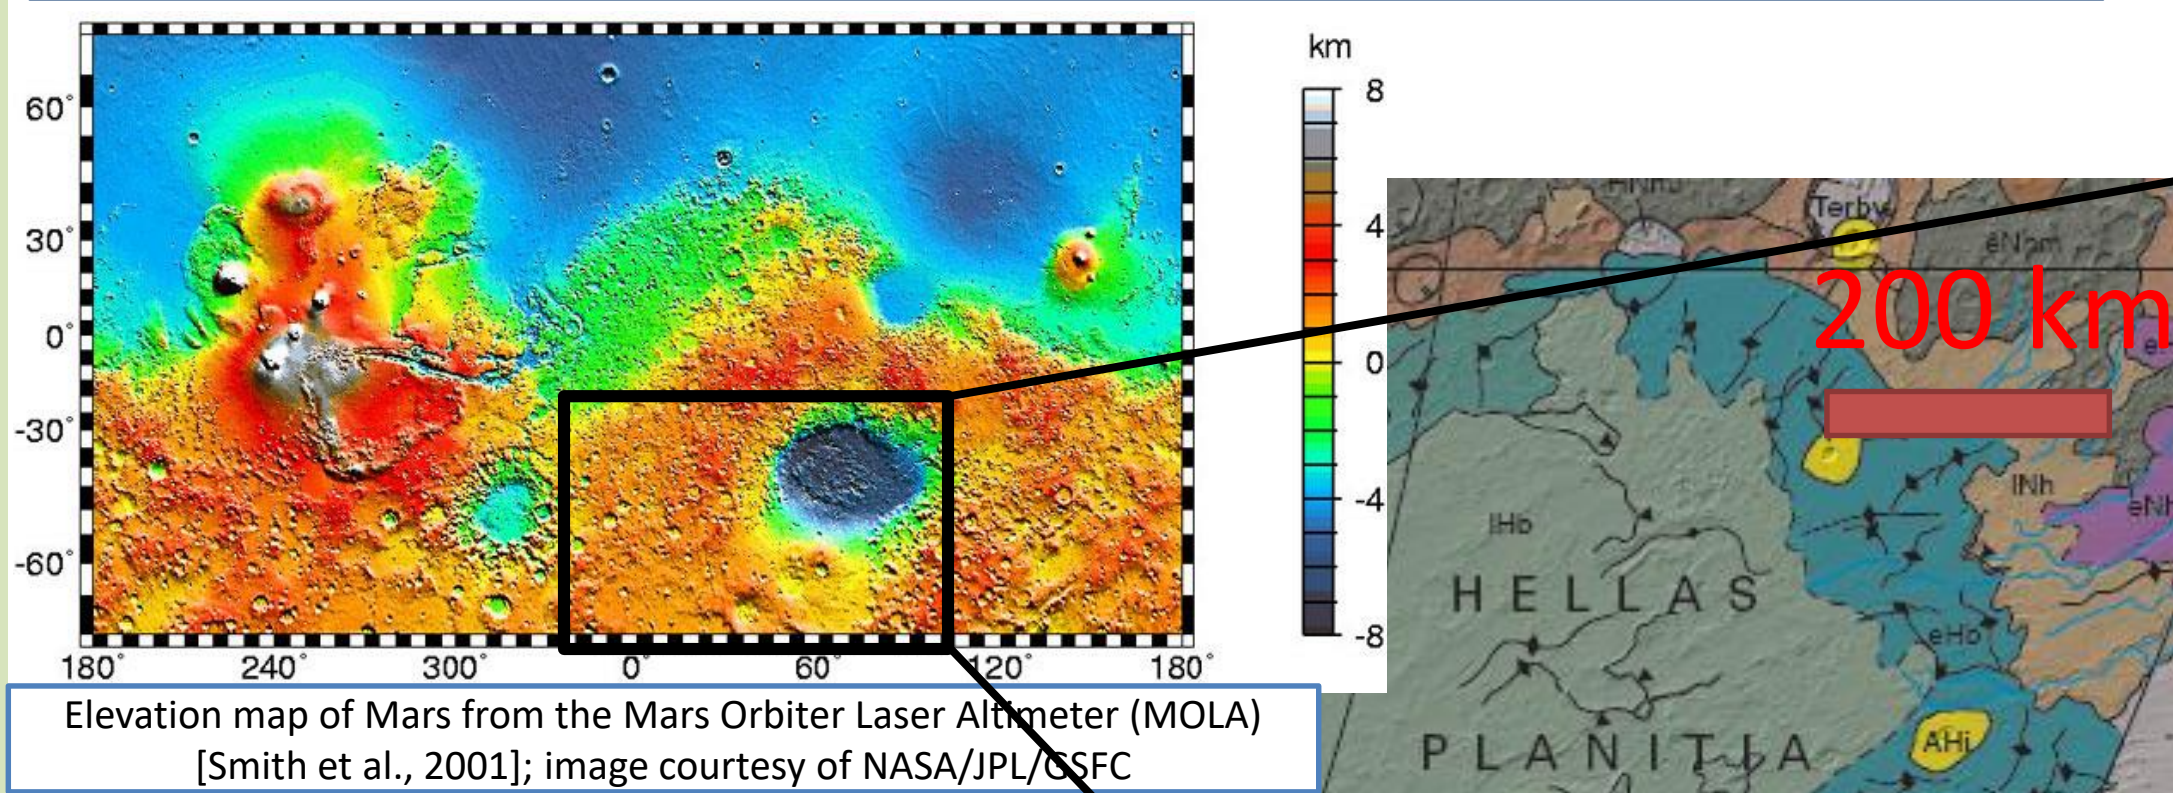 km
8
4
0
-4
-8
60°
30°
0°
-30°
-60°
180°
240°
300°
0°
60°
120°
180°
Elevation map of Mars from the Mars Orbiter Laser Altimeter (MOLA)
[Smith et al., 2001]; image courtesy of NASA/JPL/GSFC
Terby
eNhm
200 km
lNh
lHb
HELLAS
eHb
PLANITIA
AHi